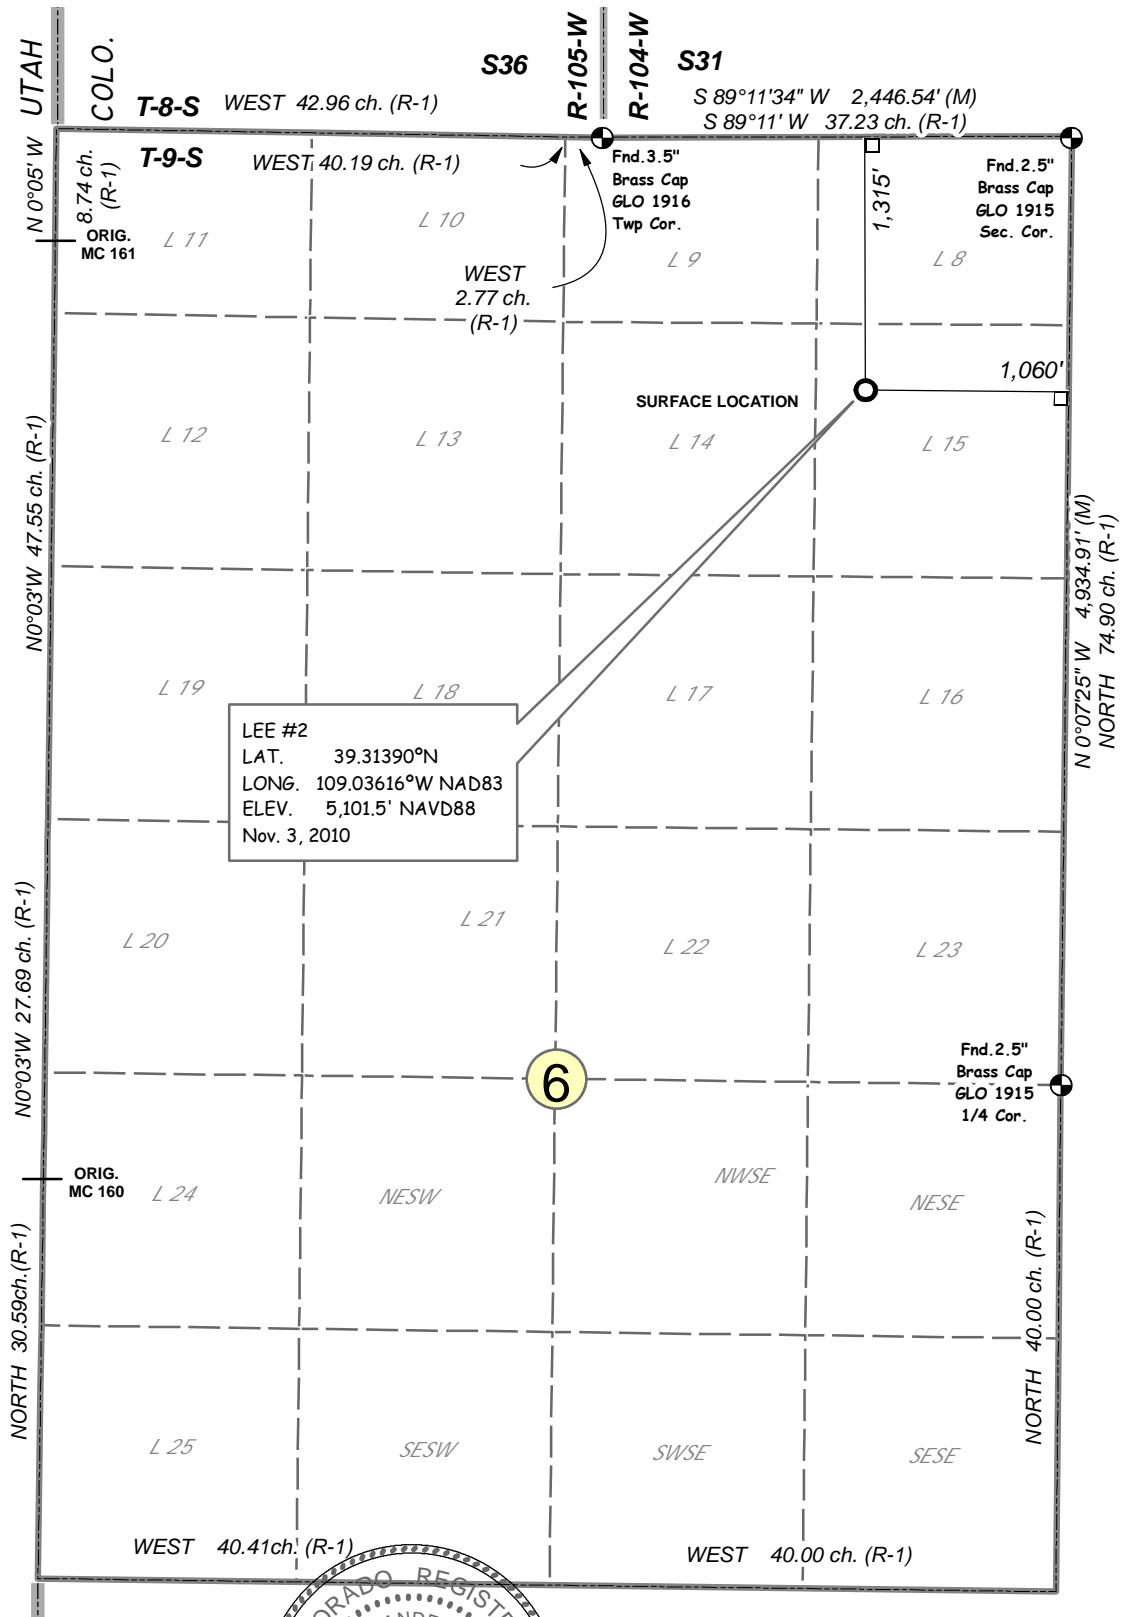 UTAH
COLO.
S36
R-105-W
R-104-W
S31
T-8-S
WEST 42.96 ch. (R-1)
S 89°11'34" W 2,446.54' (M)
S 89°11' W 37.23 ch. (R-1)
T-9-S
WEST 40.19 ch. (R-1)
N 0°05' W
8.74 ch.
(R-1)
ORIG.
MC 161
Fnd.3.5"
Brass Cap
GLO 1916
Twp Cor.
1,315'
Fnd.2.5"
Brass Cap
GLO 1915
Sec. Cor.
L 11
L 10
L 9
L 8
WEST
2.77 ch.
(R-1)
1,060'
SURFACE LOCATION
L 12
L 13
L 14
L 15
N0°03'W 47.55 ch. (R-1)
N 0°07'25" W 4,934.91' (M)
NORTH 74.90 ch. (R-1)
L 19
L 18
L 17
L 16
LEE #2
LAT. 39.31390°N
LONG. 109.03616°W NAD83
ELEV. 5,101.5' NAVD88
Nov. 3, 2010
L 20
L 21
L 22
L 23
N0°03'W 27.69 ch. (R-1)
6
Fnd.2.5"
Brass Cap
GLO 1915
1/4 Cor.
ORIG.
MC 160
L 24
NESW
NWSE
NESE
NORTH 30.59ch.(R-1)
NORTH 40.00 ch. (R-1)
L 25
SESW
SWSE
SESE
WEST 40.41ch. (R-1)
WEST 40.00 ch. (R-1)